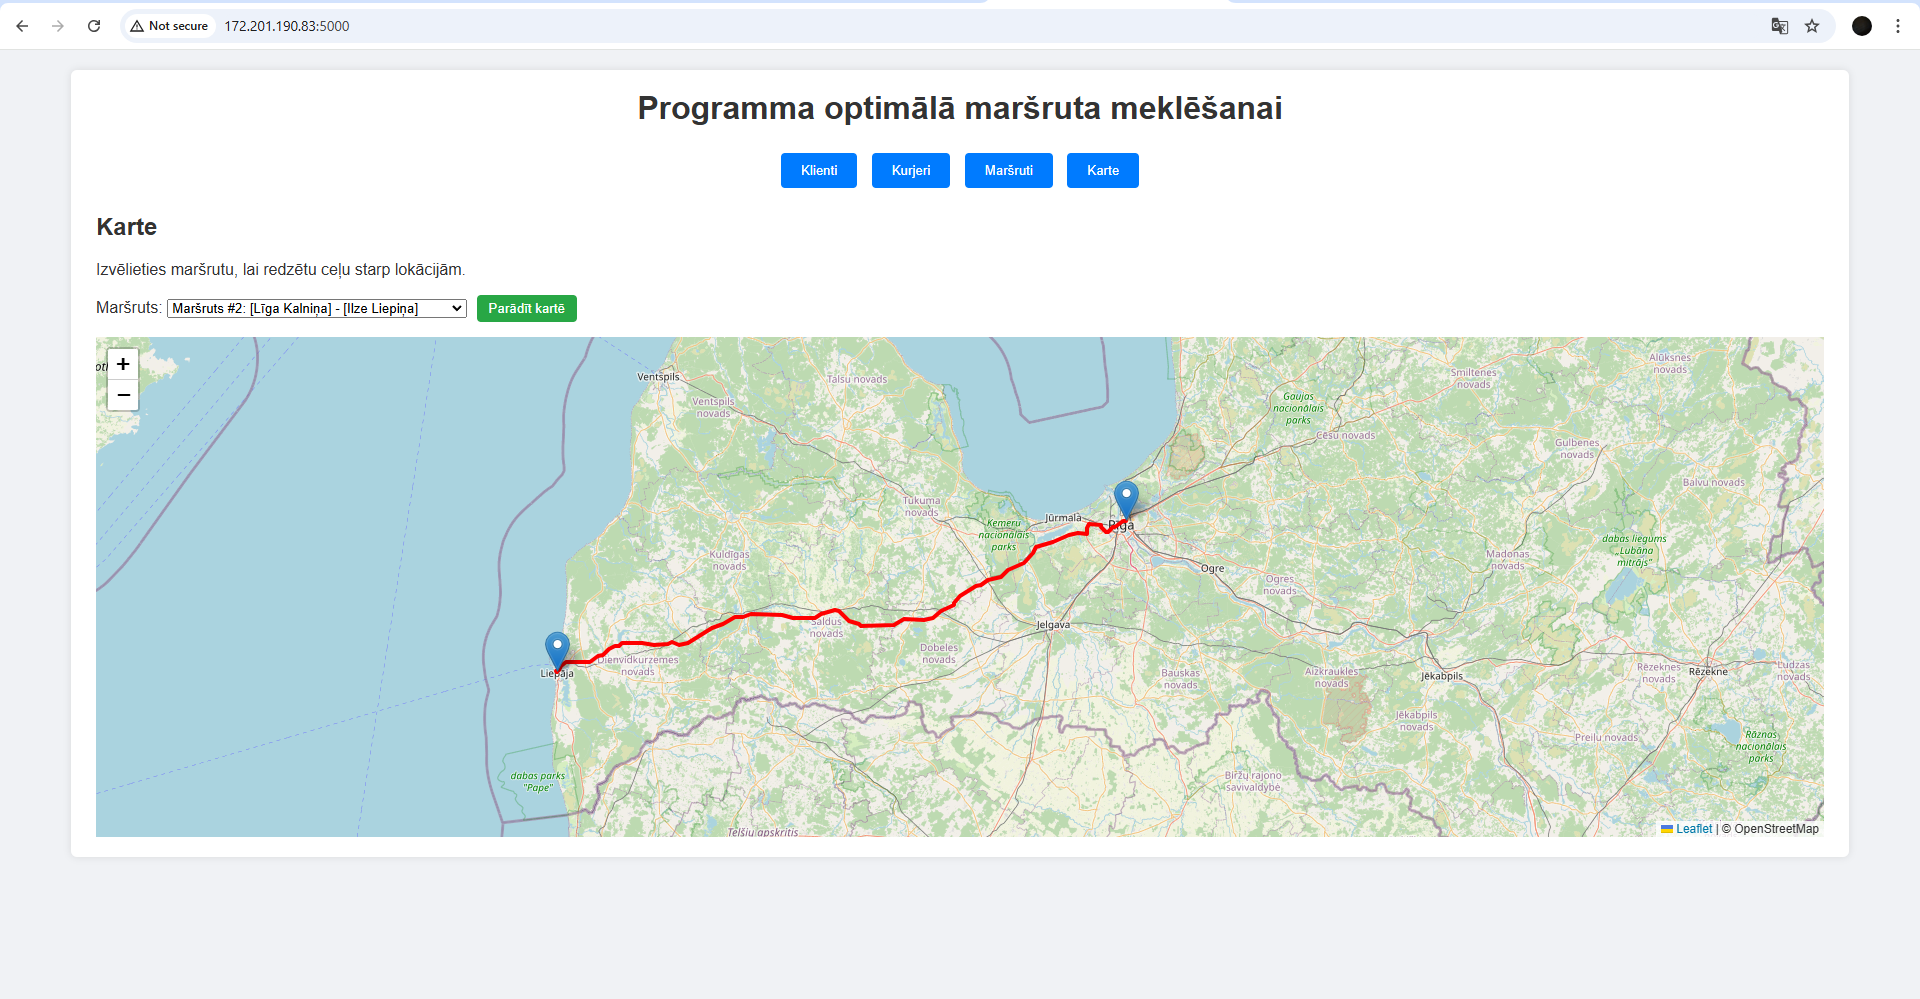 Not secure
172.201.190.83:5000
Programma optimālā maršruta meklēšanai
Klienti
Kurjeri
Maršruti
Karte
Karte
Izvēlieties maršrutu, lai redzētu ceļu starp lokācijām.
Maršruts:
Maršruts #2: [Līga Kalniņa] - [Ilze Liepiņa]
Parādīt kartē
+
−
Ventspils
Talsu novads
Ventspils
novads
Alūksnes
novads
Smiltenes
novads
Gaujas
nacionālais
parks
Cēsu novads
Gulbenes
novads
Balvu novads
Tukuma
novads
Jūrmala
Rīga
Ķemeru
nacionālais
parks
Kuldīgas
novads
Ogre
Ogres
novads
Madonas
novads
dabas liegums
„Lubāna
mitrājs”
Saldus
novads
Jelgava
Dobeles
novads
Dienvidkurzemes
novads
Liepāja
Bauskas
novads
Aizkraukles
novads
Jēkabpils
Rēzeknes
novads
Rēzekne
Ludzas
novads
Jēkabpils
novads
Preiļu novads
Rāznas
nacionālais
parks
dabas parks
"Pape"
Biržų rajono
savivaldybė
Telšių apskritis
Leaflet | © OpenStreetMap